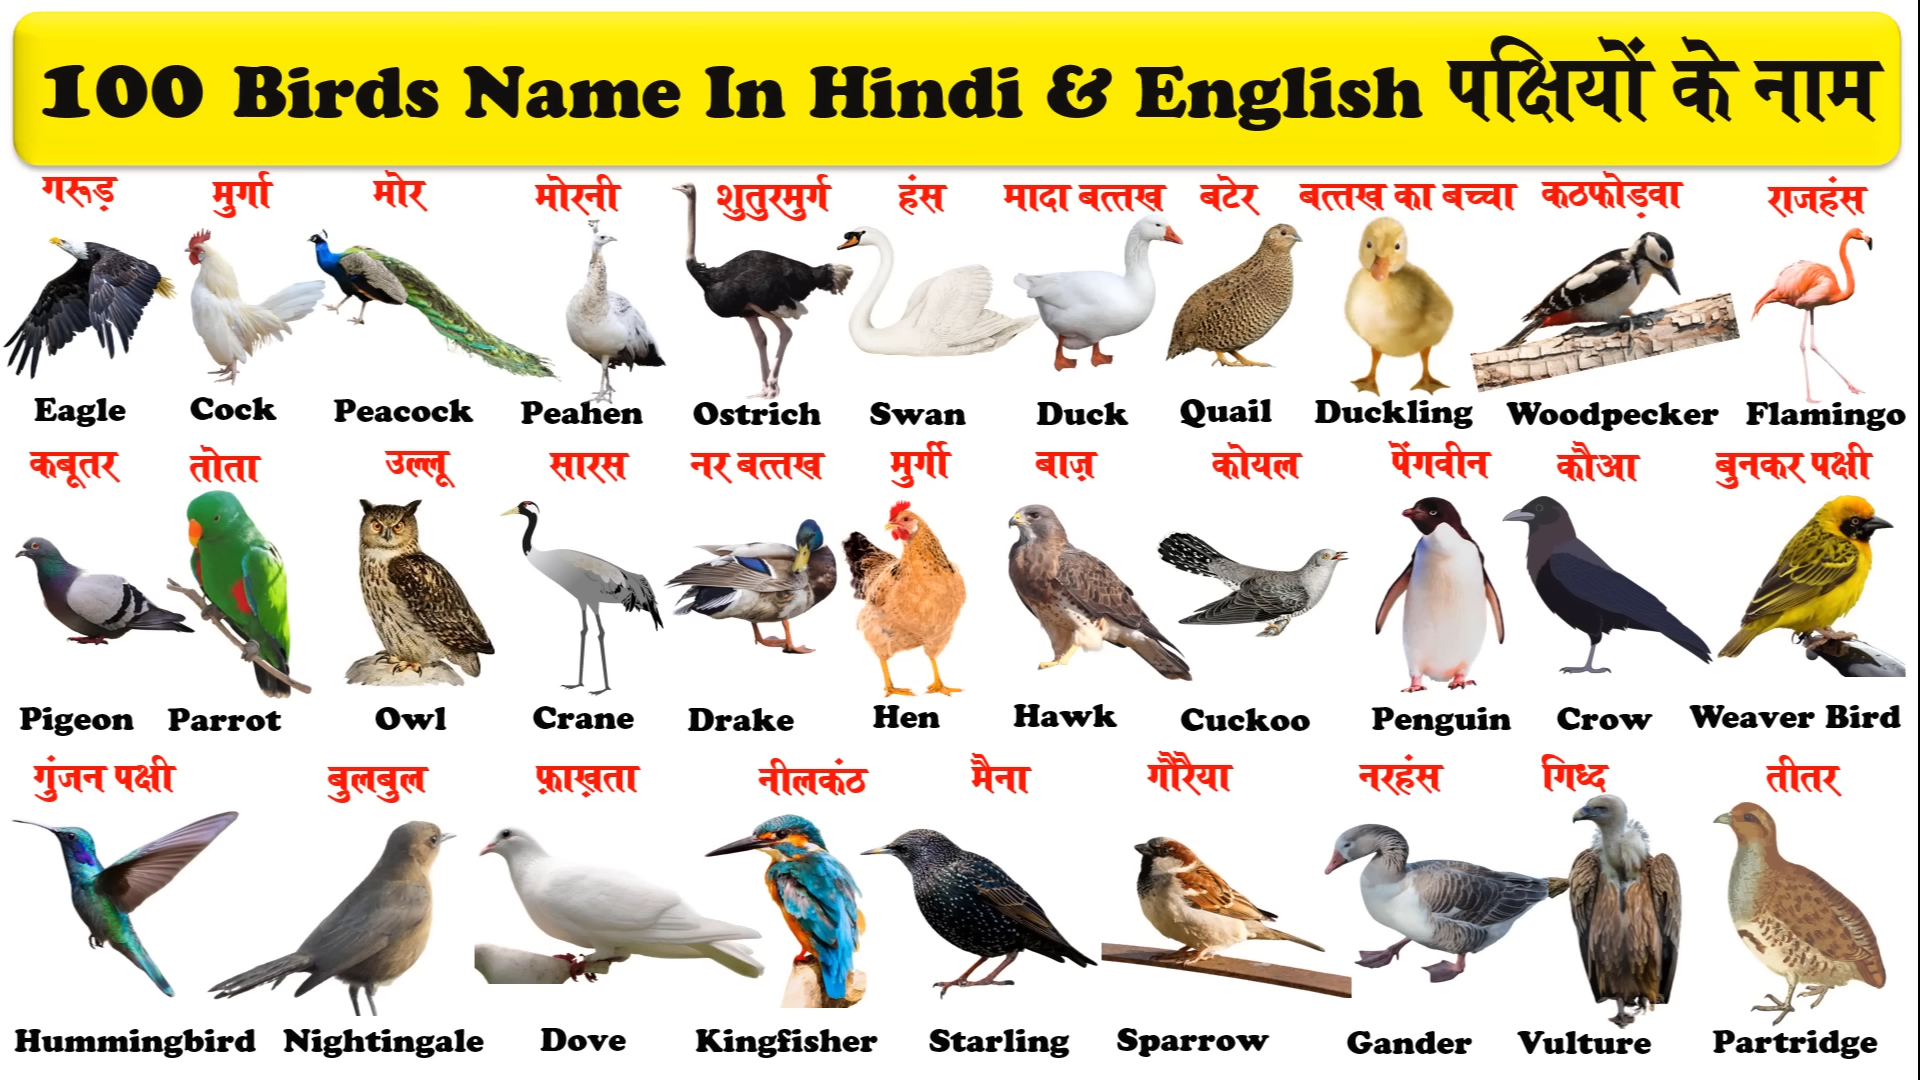 100 Birds Name In Hindi & English पक्षियों के नाम
गरूड़ मुर्गा मोर मोरनी शुतुरमुर्ग हंस मादा बत्तख बटेर बत्तख का बच्चा कठफोड़वा राजहंस
Eagle Cock Peacock Peahen Ostrich Swan Duck Quail Duckling Woodpecker Flamingo
कबूतर तोता उल्लू सारस नर बत्तख मुर्गी बाज़ कोयल पेंगवीन कौआ बुनकर पक्षी
Pigeon Parrot Owl Crane Drake Hen Hawk Cuckoo Penguin Crow Weaver Bird
गुंजन पक्षी बुलबुल फ़ाख़ता नीलकंठ मैना गौरैया नरहंस गिध्द तीतर
Hummingbird Nightingale Dove Kingfisher Starling Sparrow Gander Vulture Partridge